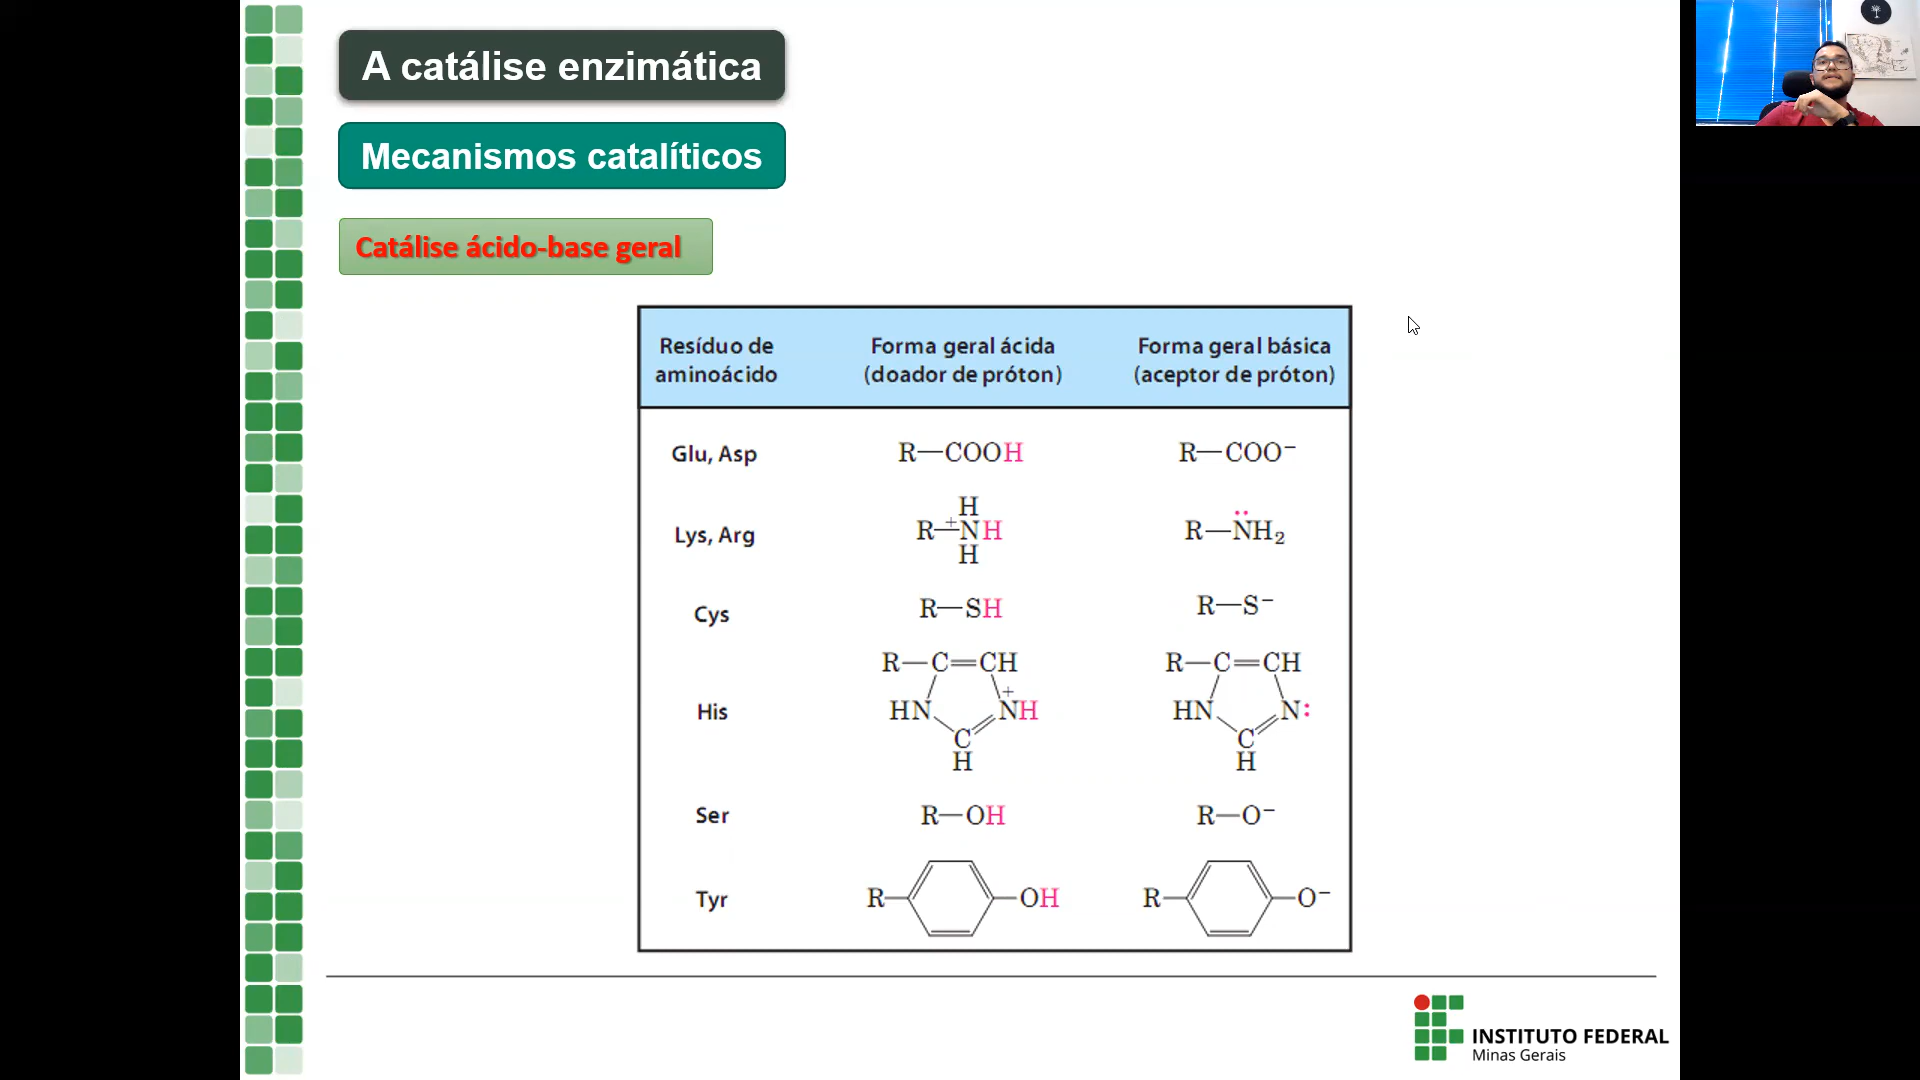 A catálise enzimática
Mecanismos catalíticos
Catálise ácido-base geral
Resíduo de aminoácido
Forma geral ácida (doador de próton)
Forma geral básica (aceptor de próton)
Glu, Asp
R—COOH
R—COO⁻
Lys, Arg
H
R—⁺NH
H
R—N̈H₂
Cys
R—SH
R—S⁻
His
R—C=CH
HN
⁺NH
C
H
R—C=CH
HN
N:
C
H
Ser
R—OH
R—O⁻
Tyr
R—OH
R—O⁻
INSTITUTO FEDERAL
Minas Gerais